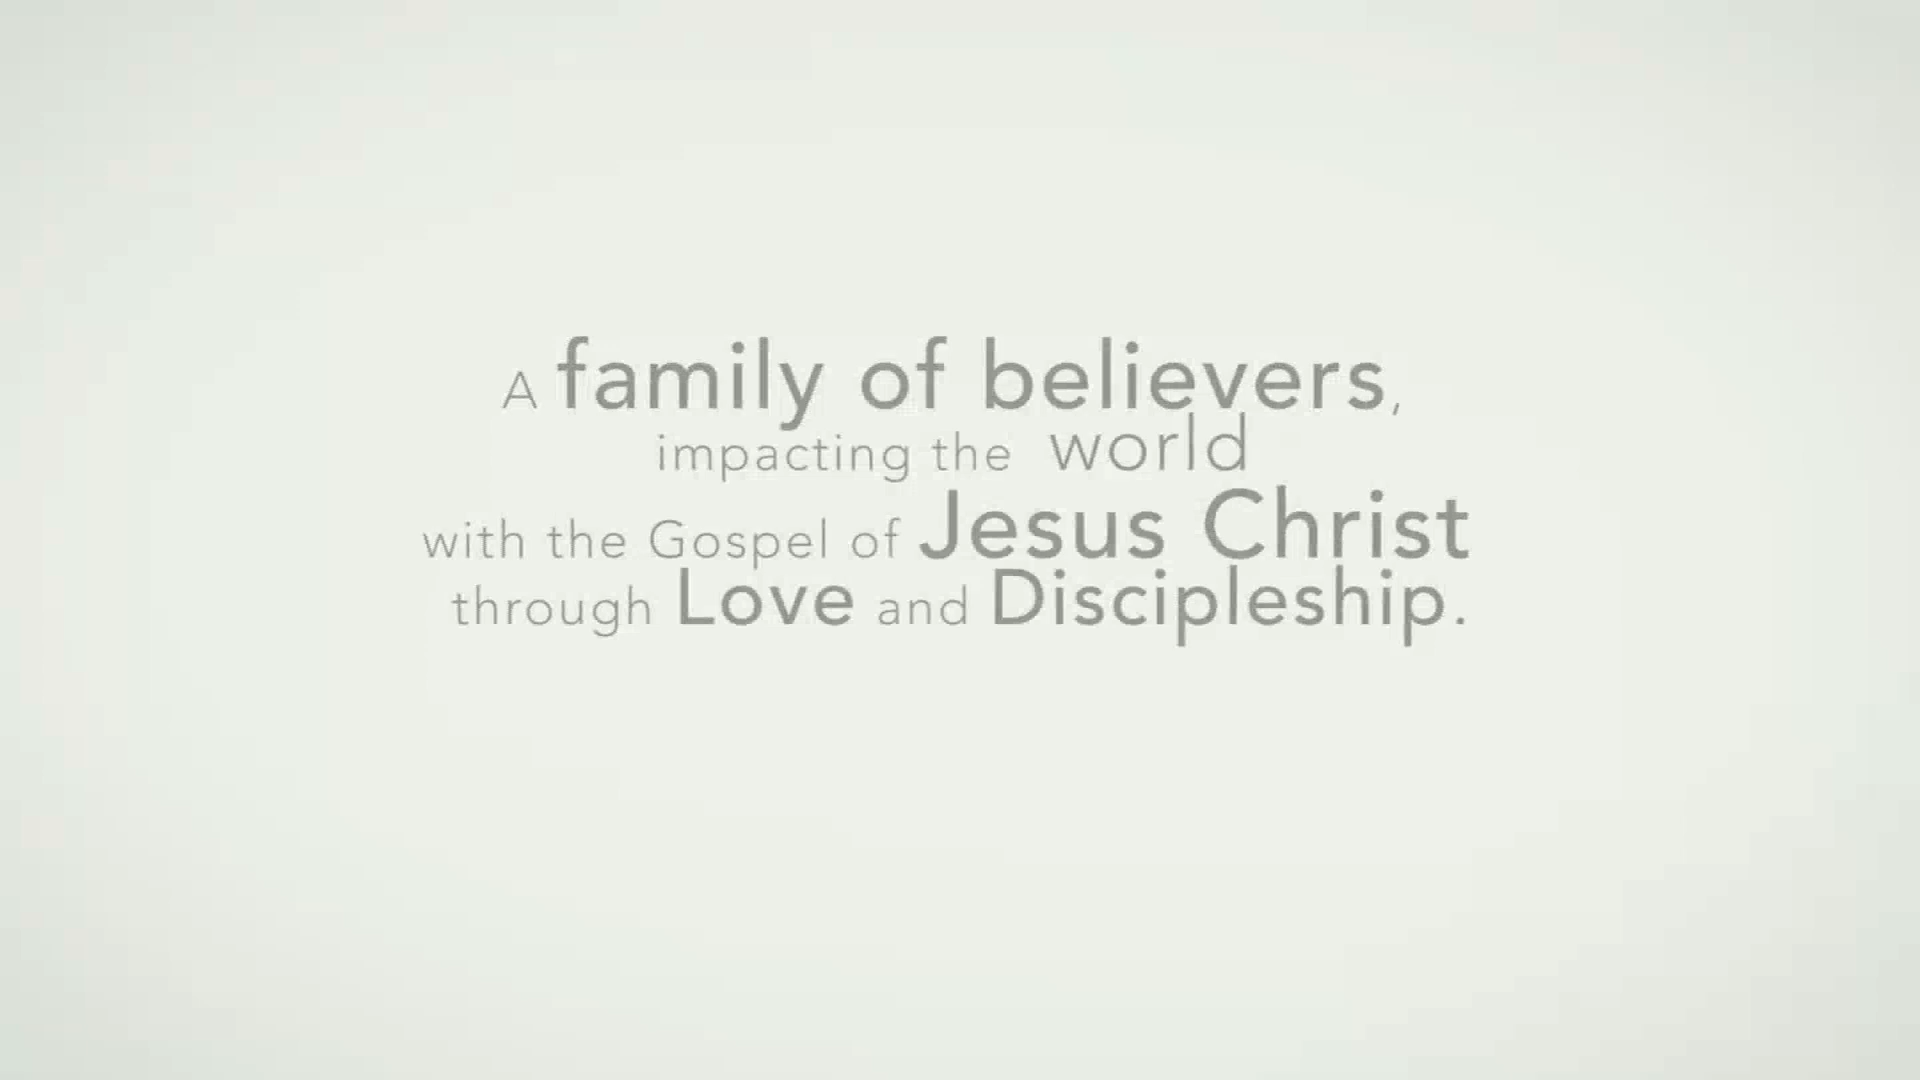 A family of believers,
impacting the world
with the Gospel of Jesus Christ
through Love and Discipleship.